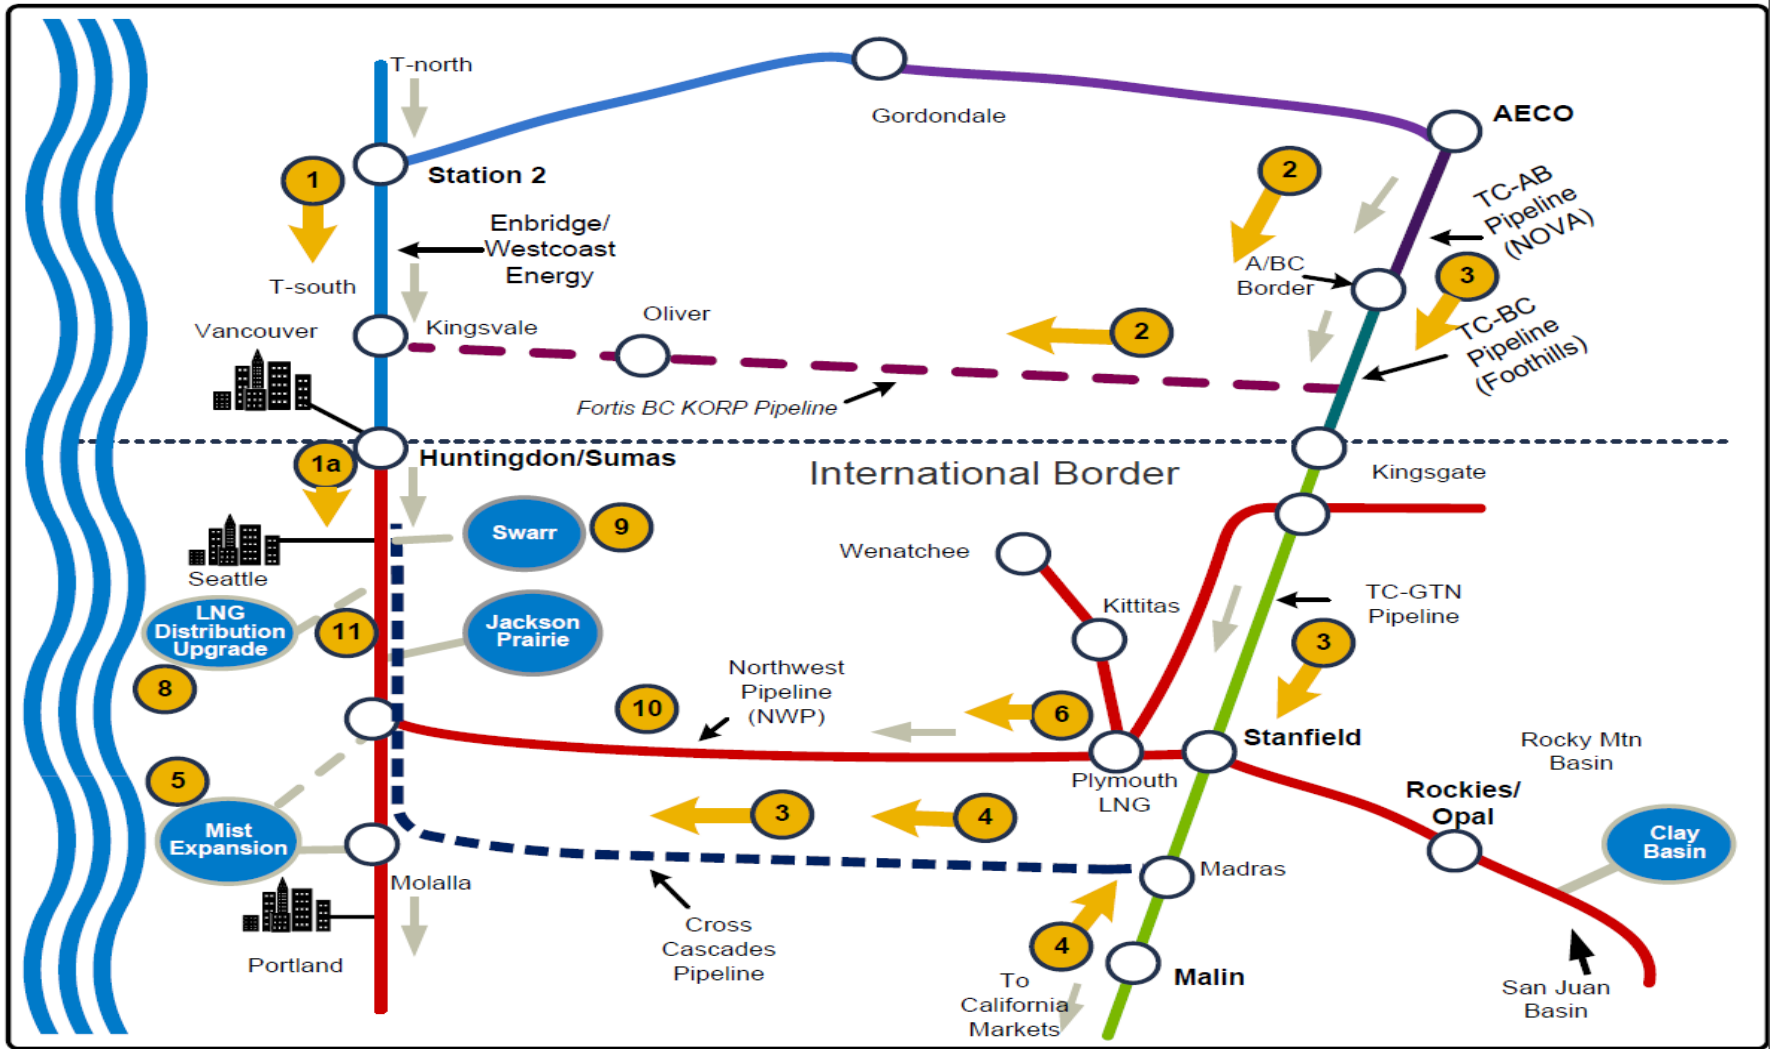 T-north
Gordondale
AECO
1
Station 2
2
TC-AB
Pipeline
(NOVA)
Enbridge/
Westcoast
Energy
T-south
A/BC
Border
3
Vancouver
Kingsvale
Oliver
2
TC-BC
Pipeline
(Foothills)
Fortis BC KORP Pipeline
1a
Huntingdon/Sumas
International Border
Kingsgate
Swarr
9
Wenatchee
Seattle
LNG
Distribution
Upgrade
11
Jackson
Prairie
Kittitas
TC-GTN
Pipeline
3
8
10
Northwest
Pipeline
(NWP)
6
Stanfield
Plymouth
LNG
Rocky Mtn
Basin
5
Rockies/
Opal
Mist
Expansion
3
4
Clay
Basin
Molalla
Madras
Cross
Cascades
Pipeline
4
Portland
To
California
Markets
Malin
San Juan
Basin